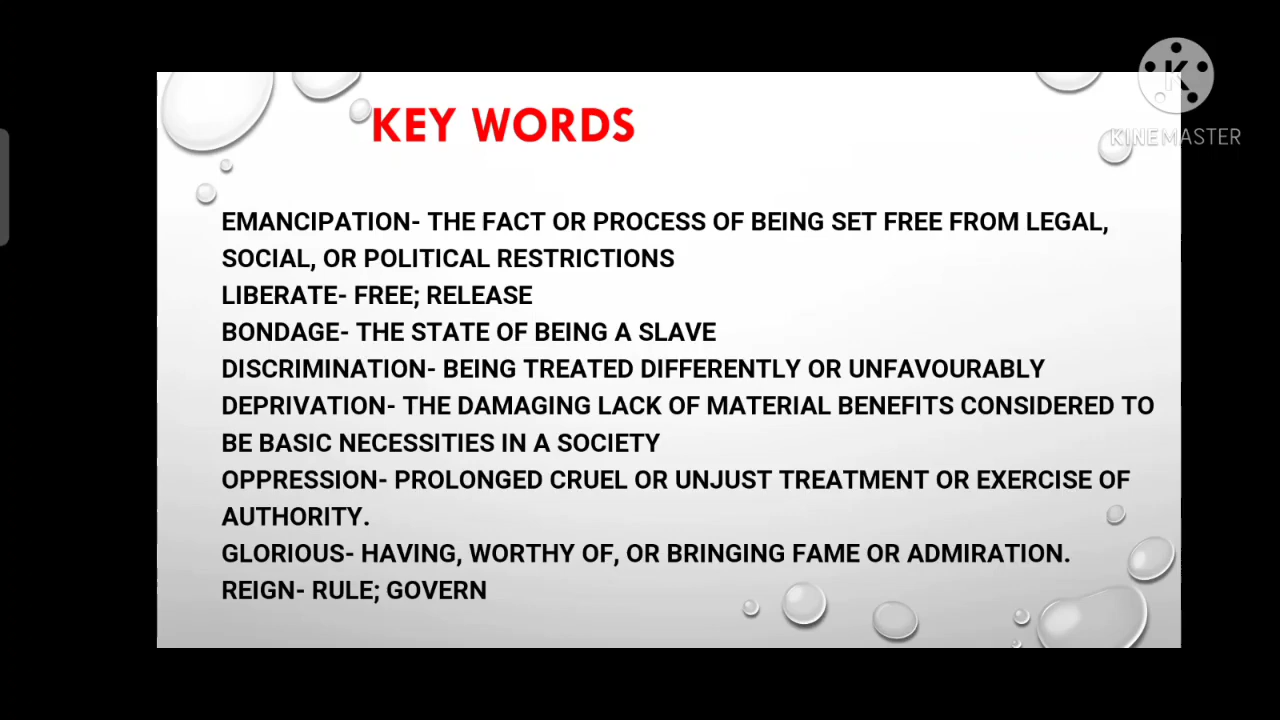 KINEMASTER
KEY WORDS
EMANCIPATION- THE FACT OR PROCESS OF BEING SET FREE FROM LEGAL,
SOCIAL, OR POLITICAL RESTRICTIONS
LIBERATE- FREE; RELEASE
BONDAGE- THE STATE OF BEING A SLAVE
DISCRIMINATION- BEING TREATED DIFFERENTLY OR UNFAVOURABLY
DEPRIVATION- THE DAMAGING LACK OF MATERIAL BENEFITS CONSIDERED TO
BE BASIC NECESSITIES IN A SOCIETY
OPPRESSION- PROLONGED CRUEL OR UNJUST TREATMENT OR EXERCISE OF
AUTHORITY.
GLORIOUS- HAVING, WORTHY OF, OR BRINGING FAME OR ADMIRATION.
REIGN- RULE; GOVERN